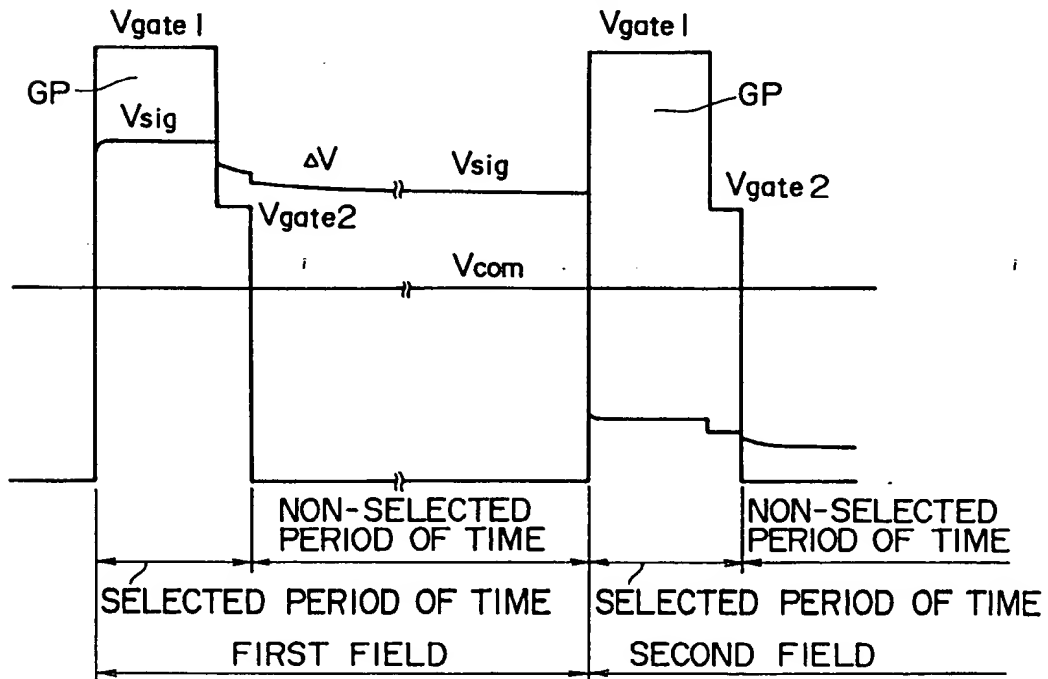 Vgate 1
Vgate 1
GP
GP
Vsig
ΔV
Vsig
Vgate 2
Vgate2
Vcom
NON-SELECTED
PERIOD OF TIME
NON-SELECTED
PERIOD OF TIME
SELECTED PERIOD OF TIME
SELECTED PERIOD OF TIME
FIRST FIELD
SECOND FIELD